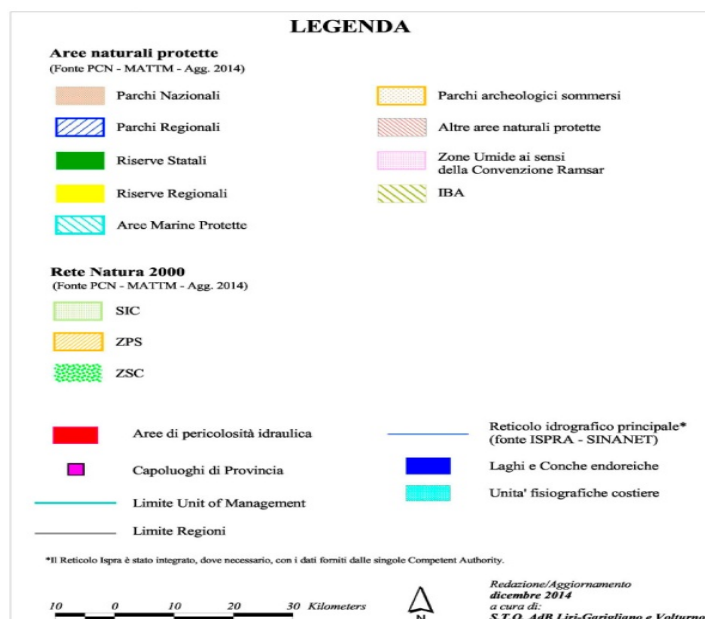 LEGENDA
Aree naturali protette
(Fonte PCN - MATTM - Agg. 2014)
Parchi Nazionali
Parchi Regionali
Riserve Statali
Riserve Regionali
Aree Marine Protette
Parchi archeologici sommersi
Altre aree naturali protette
Zone Umide ai sensi
della Convenzione Ramsar
IBA
Rete Natura 2000
(Fonte PCN - MATTM - Agg. 2014)
SIC
ZPS
ZSC
Aree di pericolosità idraulica
Capoluoghi di Provincia
Limite Unit of Management
Limite Regioni
Reticolo idrografico principale*
(fonte ISPRA - SINANET)
Laghi e Conche endoreiche
Unita' fisiografiche costiere
*Il Reticolo Ispra è stato integrato, dove necessario, con i dati forniti dalle singole Competent Authority.
10 0 10 20 30 Kilometers
N
Redazione/Aggiornamento
dicembre 2014
a cura di:
S.T.O. AdB Liri-Garigliano e Volturno